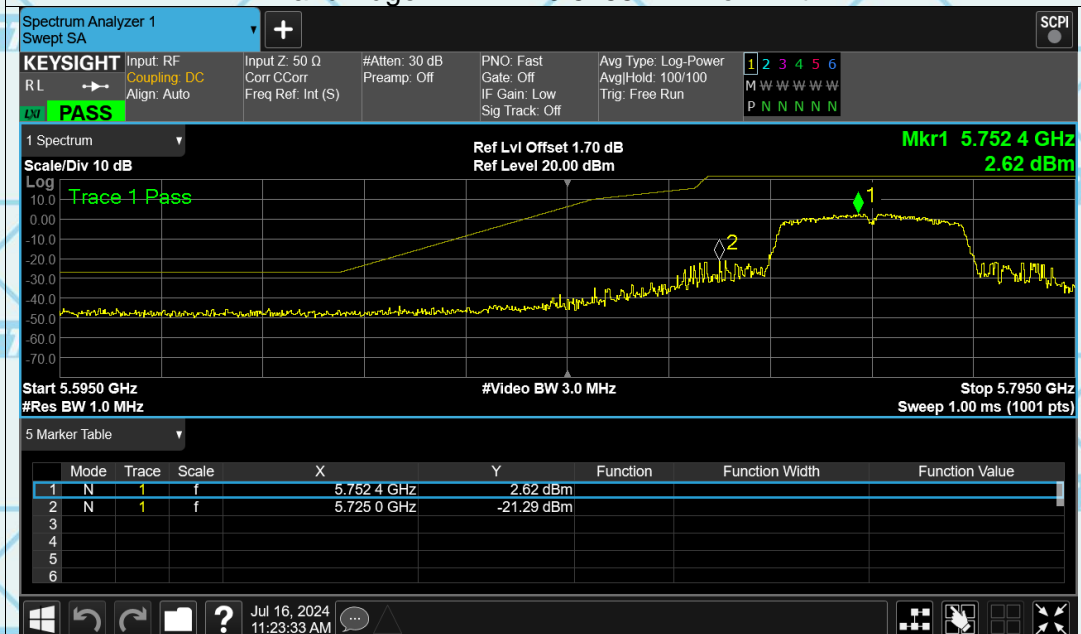 Spectrum Analyzer 1
Swept SA
SCPI
KEYSIGHT
R L
LXI PASS
Input: RF
Coupling: DC
Align: Auto
Input Z: 50 Ω
Corr CCorr
Freq Ref: Int (S)
#Atten: 30 dB
Preamp: Off
PNO: Fast
Gate: Off
IF Gain: Low
Sig Track: Off
Avg Type: Log-Power
Avg|Hold: 100/100
Trig: Free Run
1 2 3 4 5 6
M W W W W W
P N N N N N
1 Spectrum
Scale/Div 10 dB
Ref Lvl Offset 1.70 dB
Ref Level 20.00 dBm
Mkr1 5.752 4 GHz
2.62 dBm
Log
Trace 1 Pass
10.0
0.00
-10.0
-20.0
-30.0
-40.0
-50.0
-60.0
-70.0
1
2
Start 5.5950 GHz
#Res BW 1.0 MHz
#Video BW 3.0 MHz
Stop 5.7950 GHz
Sweep 1.00 ms (1001 pts)
5 Marker Table
Mode Trace Scale X Y Function Function Width Function Value
1 N 1 f 5.752 4 GHz 2.62 dBm
2 N 1 f 5.725 0 GHz -21.29 dBm
3
4
5
6
?
Jul 16, 2024
11:23:33 AM